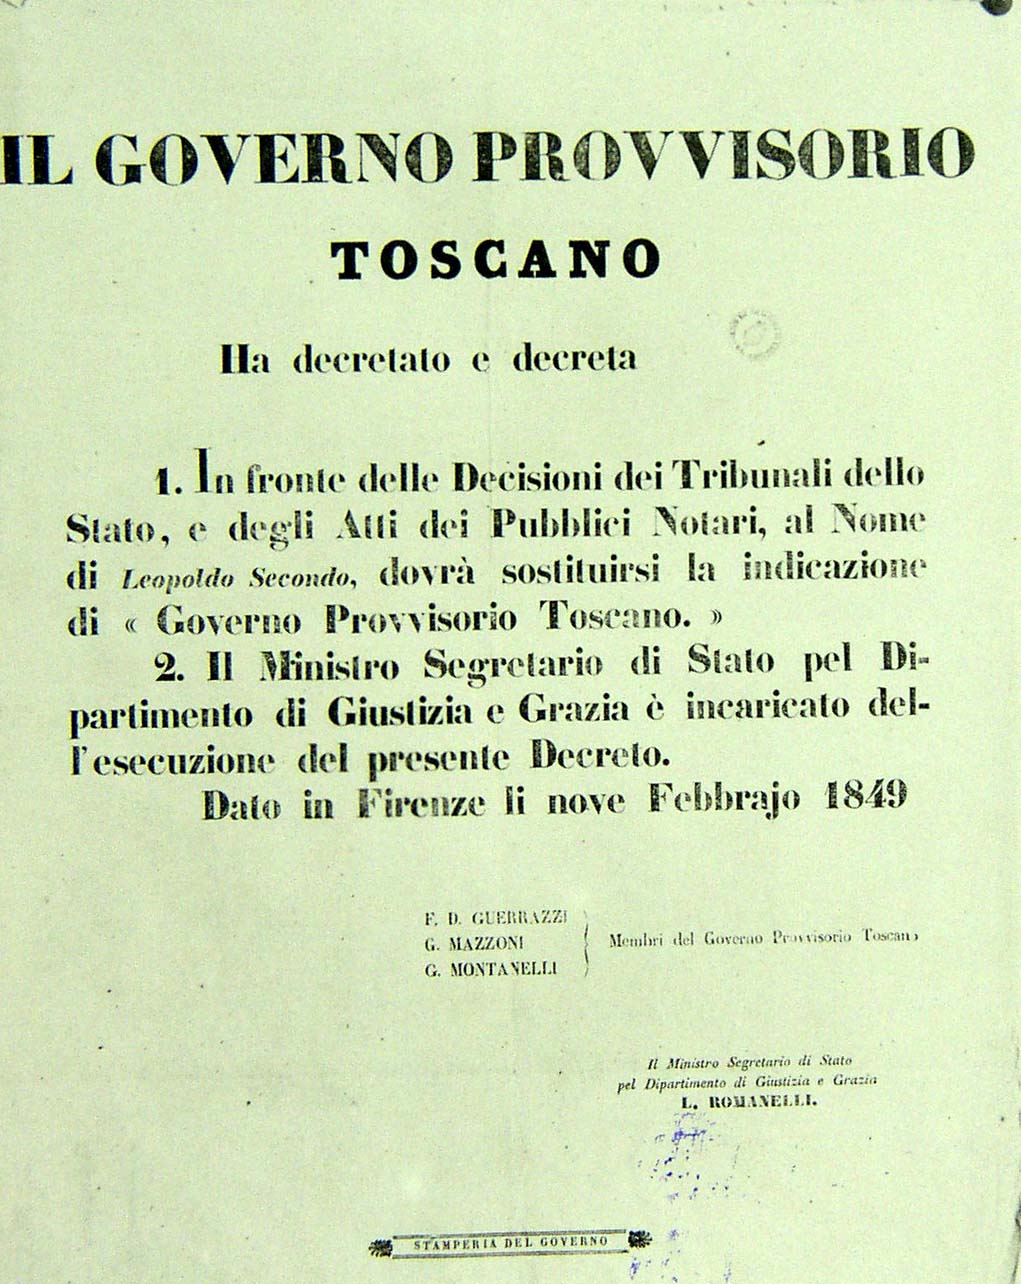 IL GOVERNO PROVVISORIO
TOSCANO
Ha decretato e decreta
1. In fronte delle Decisioni dei Tribunali dello
Stato, e degli Atti dei Pubblici Notari, al Nome
di Leopoldo Secondo, dovrà sostituirsi la indicazione
di « Governo Provvisorio Toscano. »
2. Il Ministro Segretario di Stato pel Di-
partimento di Giustizia e Grazia è incaricato del-
l'esecuzione del presente Decreto.
Dato in Firenze li nove Febbrajo 1849
F. D. GUERRAZZI
G. MAZZONI
G. MONTANELLI
Membri del Governo Provvisorio Toscano
Il Ministro Segretario di Stato
pel Dipartimento di Giustizia e Grazia
L. ROMANELLI.
STAMPERIA DEL GOVERNO